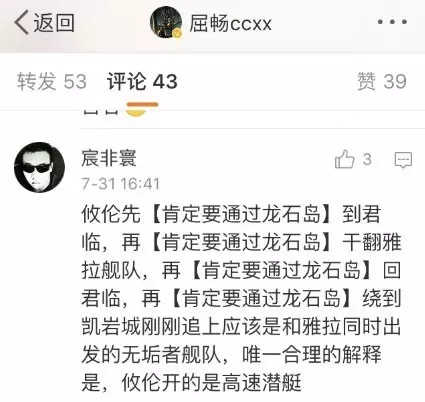 返回
屈畅ccxx
转发 53
评论 43
赞 39
宸非寰
3
7-31 16:41
攸伦先【肯定要通过龙石岛】到君
临，再【肯定要通过龙石岛】干翻雅
拉舰队，再【肯定要通过龙石岛】回
君临，再【肯定要通过龙石岛】绕到
凯岩城刚刚追上应该是和雅拉同时出
发的无垢者舰队，唯一合理的解释
是，攸伦开的是高速潜艇